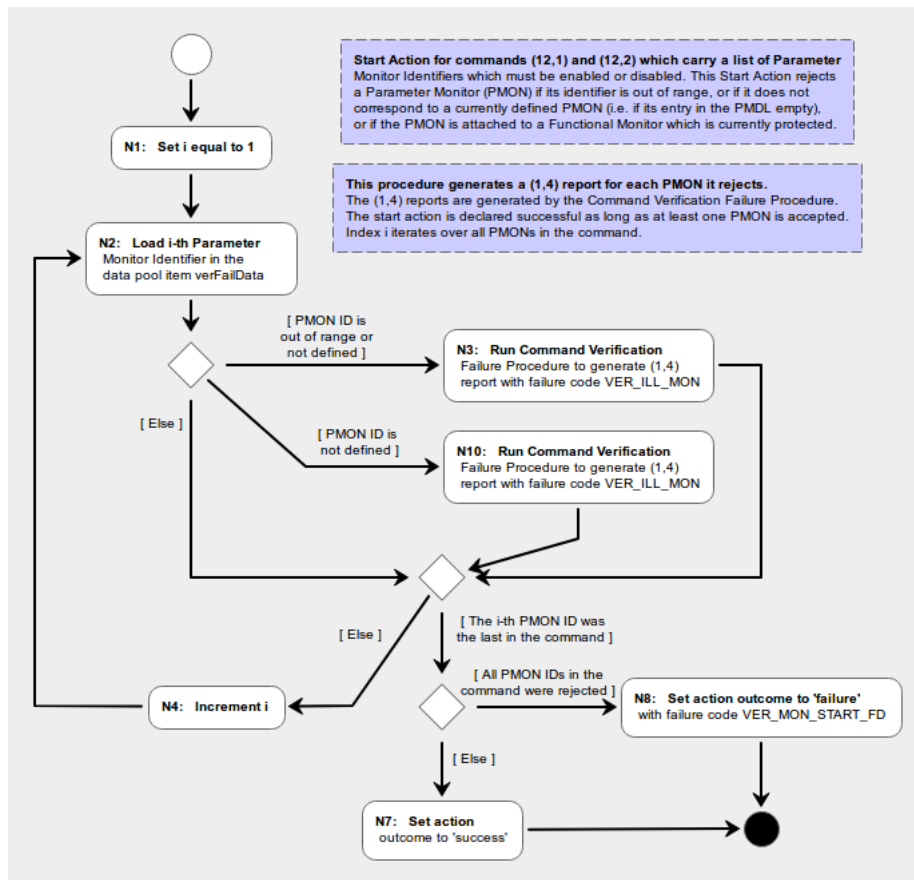 Start Action for commands (12,1) and (12,2) which carry a list of Parameter
Monitor Identifiers which must be enabled or disabled. This Start Action rejects
a Parameter Monitor (PMON) if its identifier is out of range, or if it does not
correspond to a currently defined PMON (i.e. if its entry in the PMDL empty),
or if the PMON is attached to a Functional Monitor which is currently protected.
N1: Set i equal to 1
This procedure generates a (1,4) report for each PMON it rejects.
The (1,4) reports are generated by the Command Verification Failure Procedure.
The start action is declared successful as long as at least one PMON is accepted.
Index i iterates over all PMONs in the command.
N2: Load i-th Parameter
Monitor Identifier in the
data pool item verFailData
[ PMON ID is
out of range or
not defined ]
N3: Run Command Verification
Failure Procedure to generate (1,4)
report with failure code VER_ILL_MON
[ Else ]
[ PMON ID is
not defined ]
N10: Run Command Verification
Failure Procedure to generate (1,4)
report with failure code VER_ILL_MON
[ Else ]
[ The i-th PMON ID was
the last in the command ]
[ All PMON IDs in the
command were rejected ]
N4: Increment i
N8: Set action outcome to 'failure'
with failure code VER_MON_START_FD
[ Else ]
N7: Set action
outcome to 'success'